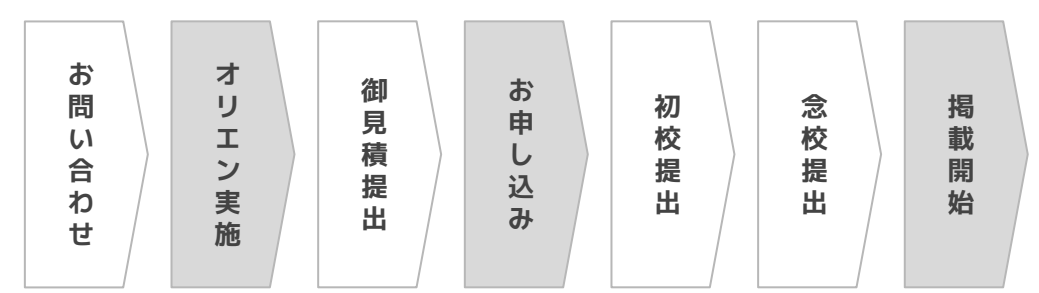 お問い合わせ
オリエン実施
御見積提出
お申し込み
初校提出
念校提出
掲載開始